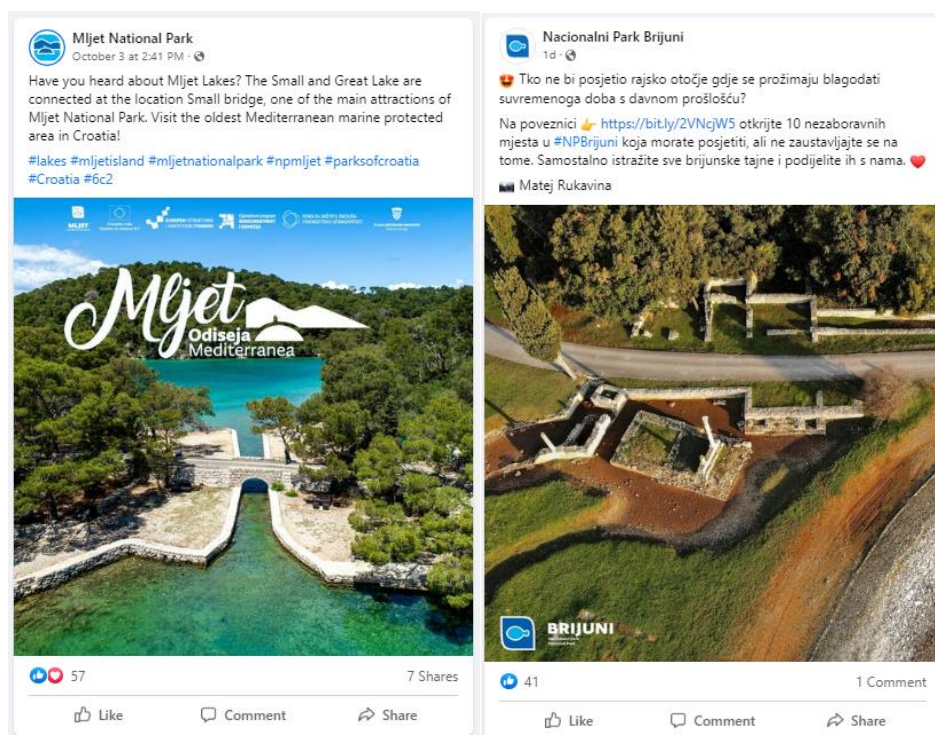 Mljet National Park
October 3 at 2:41 PM ·
Have you heard about Mljet Lakes? The Small and Great Lake are
connected at the location Small bridge, one of the main attractions of
Mljet National Park. Visit the oldest Mediterranean marine protected
area in Croatia!
#lakes #mljetisland #mljetnationalpark #npmljet #parksofcroatia
#Croatia #6c2
MLJET
Mljet
Odiseja
Mediterranea
57
7 Shares
Like
Comment
Share
Nacionalni Park Brijuni
1d ·
😍 Tko ne bi posjetio rajsko otočje gdje se prožimaju blagodati
suvremenoga doba s davnom prošlošću?
Na poveznici 👉 https://bit.ly/2VNcjW5 otkrijte 10 nezaboravnih
mjesta u #NPBrijuni koja morate posjetiti, ali ne zaustavljajte se na
tome. Samostalno istražite sve brijunske tajne i podijelite ih s nama. ❤️
📷 Matej Rukavina
BRIJUNI
41
1 Comment
Like
Comment
Share